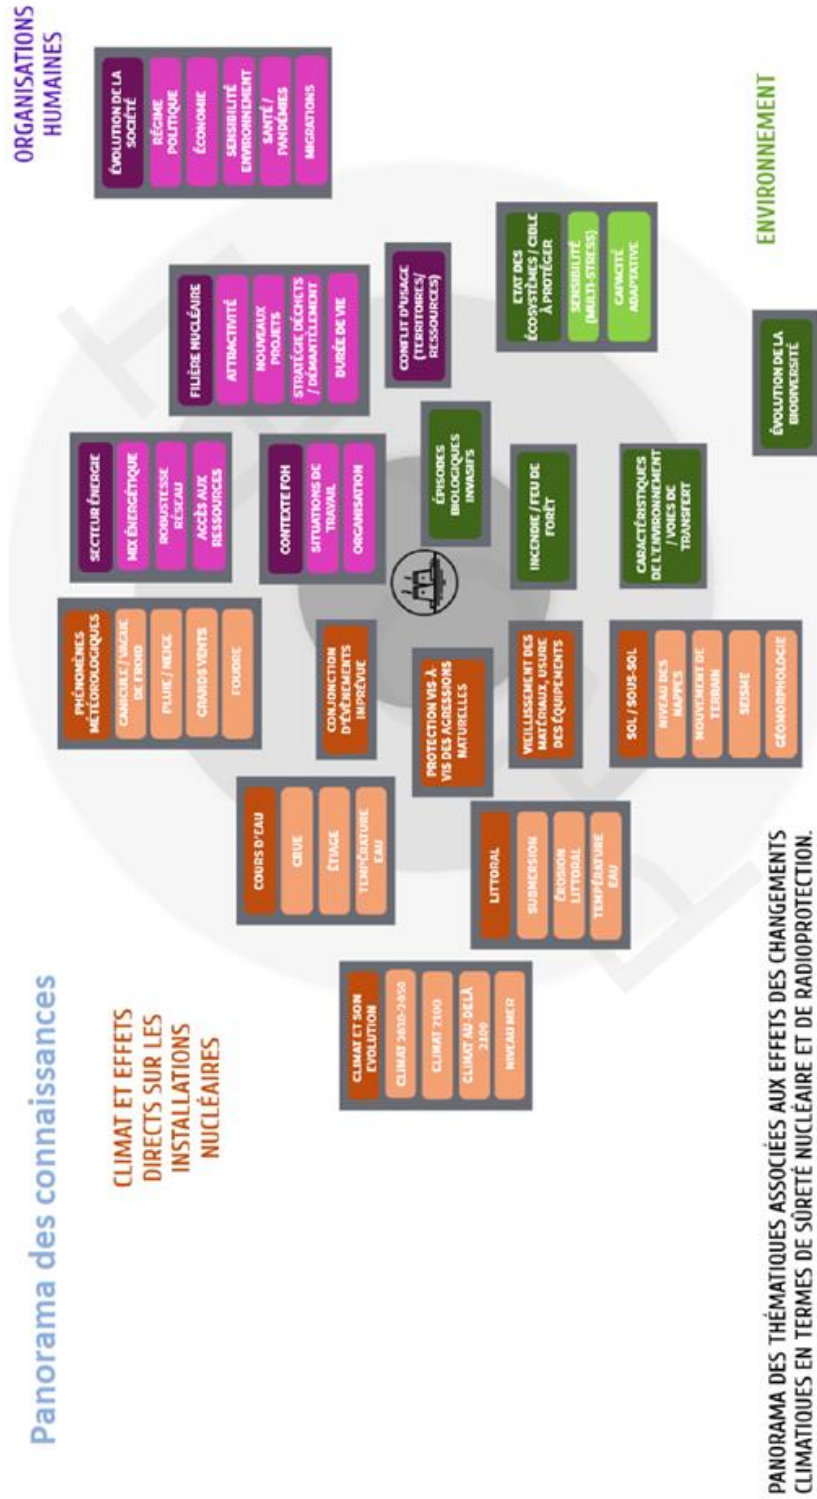 Panorama des connaissances
CLIMAT ET EFFETS
DIRECTS SUR LES
INSTALLATIONS
NUCLÉAIRES
ORGANISATIONS
HUMAINES
CLIMAT ET SON
EVOLUTION
CLIMAT 2030-2050
CLIMAT 2100
CLIMAT AU DELÀ
2100
NIVEAU MER
COURS D'EAU
CRUE
ÉTIAGE
TEMPÉRATURE
EAU
LITTORAL
SUBMERSION
ÉROSION
LITTORAL
TEMPÉRATURE
EAU
PHÉNOMÈNES
MÉTÉOROLOGIQUES
CANICULE / VAGUE
DE FROID
PLUIE / NEIGE
GRANDS VENTS
FOUDRE
CONJONCTION
D'ÉVÈNEMENTS
IMPRÉVUE
PROTECTION VIS À-
VIS DES AGRESSIONS
NATURELLES
VIEILLISSEMENT DES
MATÉRIAUX, USURE
DES ÉQUIPEMENTS
SOL / SOUS-SOL
NIVEAU DES
NAPPES
MOUVEMENT DE
TERRAIN
SEISME
GÉOMORPHOLOGIE
SECTEUR ÉNERGIE
MIX ÉNERGÉTIQUE
ROBUSTESSE
RÉSEAU
ACCÈS AUX
RESSOURCES
CONTEXTE FOH
SITUATIONS DE
TRAVAIL
ORGANISATION
FILIÈRE NUCLÉAIRE
ATTRACTIVITÉ
NOUVEAUX
PROJETS
STRATÉGIE DÉCHETS
/ DÉMANTÈLEMENT
DURÉE DE VIE
CONFLIT D'USAGE
(TERRITOIRES/
RESSOURCES)
ÉVOLUTION DE LA
SOCIÉTÉ
RÉGIME
POLITIQUE
ÉCONOMIE
SENSIBILITÉ
ENVIRONNEMENT
SANTÉ /
PANDÉMIES
MIGRATIONS
ÉPISODES
BIOLOGIQUES
INVASIFS
INCENDIE / FEU DE
FORÊT
CARACTÉRISTIQUES
DE L'ENVIRONNEMENT
/ VOIES DE
TRANSFERT
ETAT DES
ÉCOSYSTÈMES / CIBLE
À PROTÉGER
SENSIBILITÉ
(MULTI-STRESS)
CAPACITÉ
ADAPTATIVE
ÉVOLUTION DE LA
BIODIVERSITÉ
ENVIRONNEMENT
PANORAMA DES THÉMATIQUES ASSOCIÉES AUX EFFETS DES CHANGEMENTS
CLIMATIQUES EN TERMES DE SÛRETÉ NUCLÉAIRE ET DE RADIOPROTECTION.